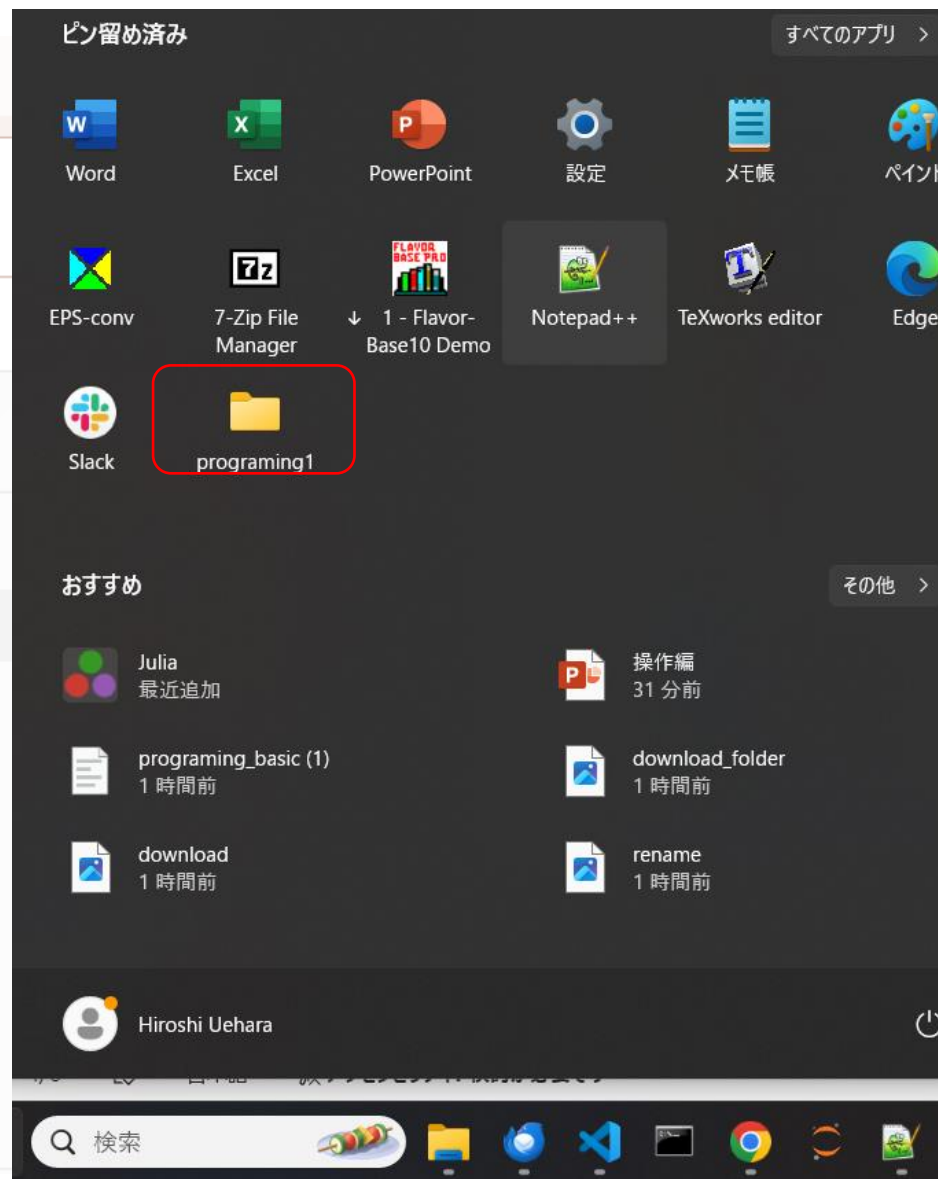 ピン留め済み
すべてのアプリ
Word
Excel
PowerPoint
設定
メモ帳
ペイント
FLAVOR
BASE PRO
EPS-conv
7-Zip File
Manager
↓ 1 - Flavor-
Base10 Demo
Notepad++
TeXworks editor
Edge
Slack
programing1
おすすめ
その他 >
Julia
最近追加
操作編
31 分前
programing_basic (1)
1 時間前
download_folder
1 時間前
download
1 時間前
rename
1 時間前
Hiroshi Uehara
検索